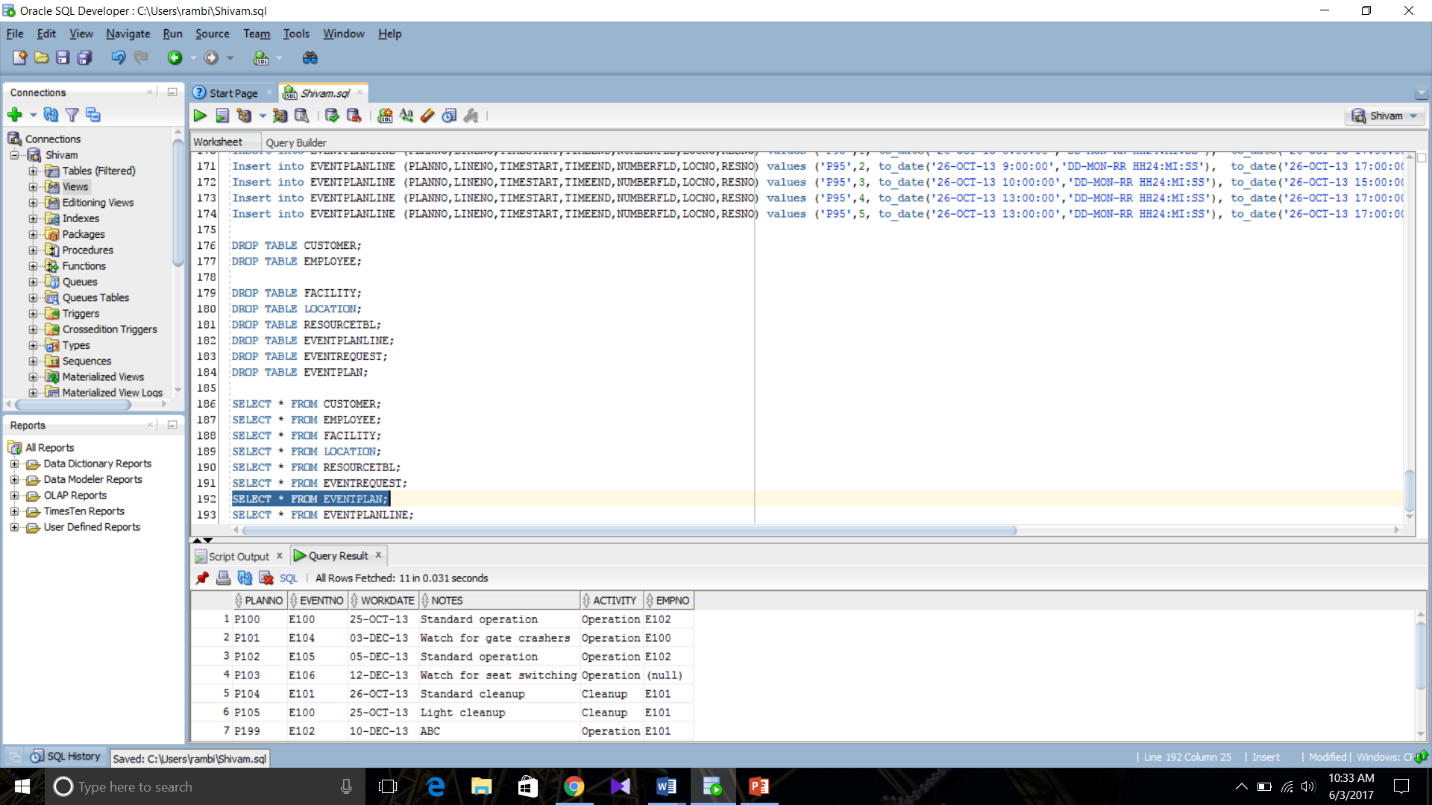 Oracle SQL Developer : C:\Users\rambi\Shivam.sql
File Edit View Navigate Run Source Team Tools Window Help
Connections
Connections
Shivam
Tables (Filtered)
Views
Editioning Views
Indexes
Packages
Procedures
Functions
Queues
Queues Tables
Triggers
Crossedition Triggers
Types
Sequences
Materialized Views
Materialized View Logs
Reports
All Reports
Data Dictionary Reports
Data Modeler Reports
OLAP Reports
TimesTen Reports
User Defined Reports
Start Page Shivam.sql
Shivam
Worksheet Query Builder
171 Insert into EVENTPLANLINE (PLANNO,LINENO,TIMESTART,TIMEEND,NUMBERFLD,LOCNO,RESNO) values ('P95',2, to_date('26-OCT-13 9:00:00','DD-MON-RR HH24:MI:SS'), to_date('26-OCT-13 17:00:00
172 Insert into EVENTPLANLINE (PLANNO,LINENO,TIMESTART,TIMEEND,NUMBERFLD,LOCNO,RESNO) values ('P95',3, to_date('26-OCT-13 10:00:00','DD-MON-RR HH24:MI:SS'), to_date('26-OCT-13 15:00:00
173 Insert into EVENTPLANLINE (PLANNO,LINENO,TIMESTART,TIMEEND,NUMBERFLD,LOCNO,RESNO) values ('P95',4, to_date('26-OCT-13 13:00:00','DD-MON-RR HH24:MI:SS'), to_date('26-OCT-13 17:00:00
174 Insert into EVENTPLANLINE (PLANNO,LINENO,TIMESTART,TIMEEND,NUMBERFLD,LOCNO,RESNO) values ('P95',5, to_date('26-OCT-13 13:00:00','DD-MON-RR HH24:MI:SS'), to_date('26-OCT-13 17:00:00
175
176 DROP TABLE CUSTOMER;
177 DROP TABLE EMPLOYEE;
178
179 DROP TABLE FACILITY;
180 DROP TABLE LOCATION;
181 DROP TABLE RESOURCETBL;
182 DROP TABLE EVENTPLANLINE;
183 DROP TABLE EVENTREQUEST;
184 DROP TABLE EVENTPLAN;
185
186 SELECT * FROM CUSTOMER;
187 SELECT * FROM EMPLOYEE;
188 SELECT * FROM FACILITY;
189 SELECT * FROM LOCATION;
190 SELECT * FROM RESOURCETBL;
191 SELECT * FROM EVENTREQUEST;
192 SELECT * FROM EVENTPLAN;
193 SELECT * FROM EVENTPLANLINE;
Script Output Query Result
SQL | All Rows Fetched: 11 in 0.031 seconds
PLANNO EVENTNO WORKDATE NOTES ACTIVITY EMPNO
1 P100 E100 25-OCT-13 Standard operation Operation E102
2 P101 E104 03-DEC-13 Watch for gate crashers Operation E100
3 P102 E105 05-DEC-13 Standard operation Operation E102
4 P103 E106 12-DEC-13 Watch for seat switching Operation (null)
5 P104 E101 26-OCT-13 Standard cleanup Cleanup E101
6 P105 E100 25-OCT-13 Light cleanup Cleanup E101
7 P199 E102 10-DEC-13 ABC Operation E101
SQL History Saved: C:\Users\rambi\Shivam.sql
Line 192 Column 25 | Insert | Modified | Windows: CR
Type here to search
10:33 AM
6/3/2017